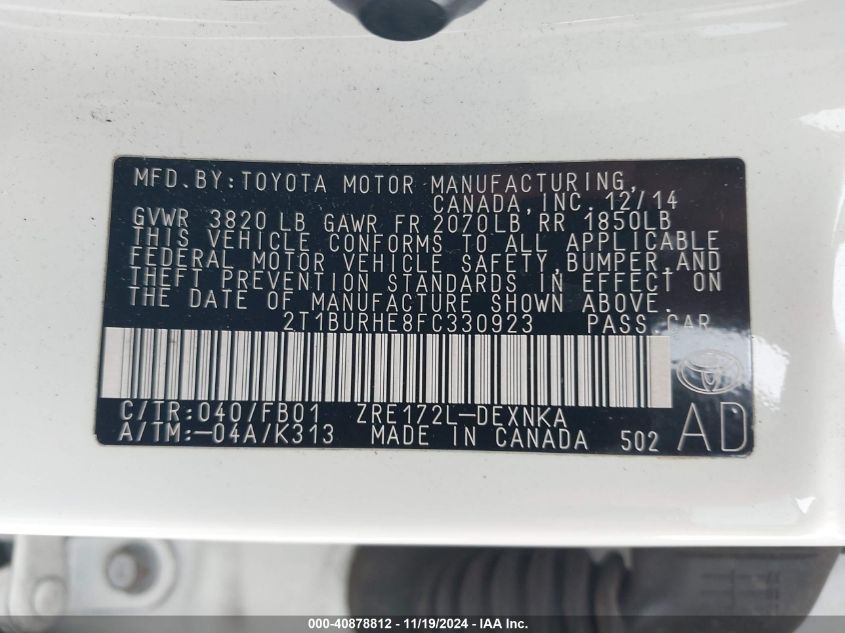 MFD.BY:TOYOTA MOTOR MANUFACTURING,
CANADA,INC. 12/14
GVWR 3820 LB GAWR FR 2070LB RR 1850LB
THIS VEHICLE CONFORMS TO ALL APPLICABLE
FEDERAL MOTOR VEHICLE SAFETY,BUMPER,AND
THEFT PREVENTION STANDARDS IN EFFECT ON
THE DATE OF MANUFACTURE SHOWN ABOVE.
2T1BURHE8FC330923 PASS CAR
C/TR:040/FB01 ZRE172L-DEXNKA
A/TM:-04A/K313 MADE IN CANADA 502 AD
000-40878812 - 11/19/2024 - IAA Inc.